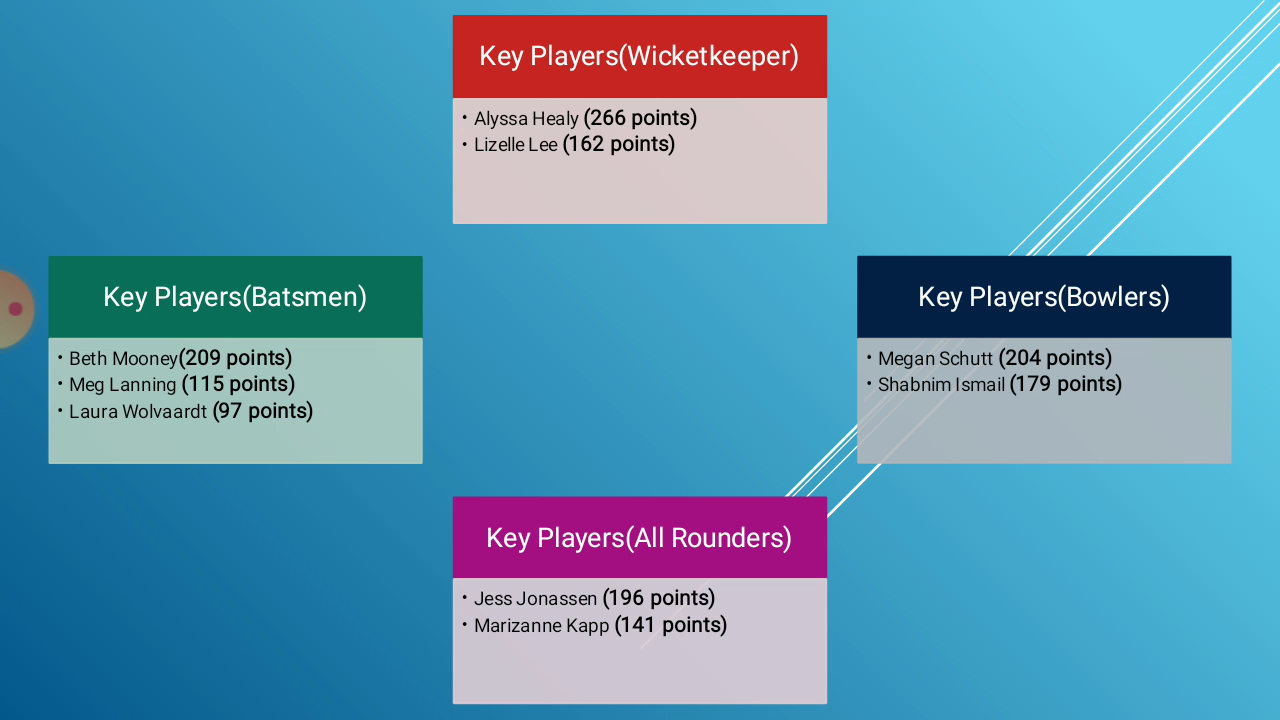 Key Players(Wicketkeeper)
• Alyssa Healy (266 points)
• Lizelle Lee (162 points)
Key Players(Batsmen)
• Beth Mooney(209 points)
• Meg Lanning (115 points)
• Laura Wolvaardt (97 points)
Key Players(Bowlers)
• Megan Schutt (204 points)
• Shabnim Ismail (179 points)
Key Players(All Rounders)
• Jess Jonassen (196 points)
• Marizanne Kapp (141 points)